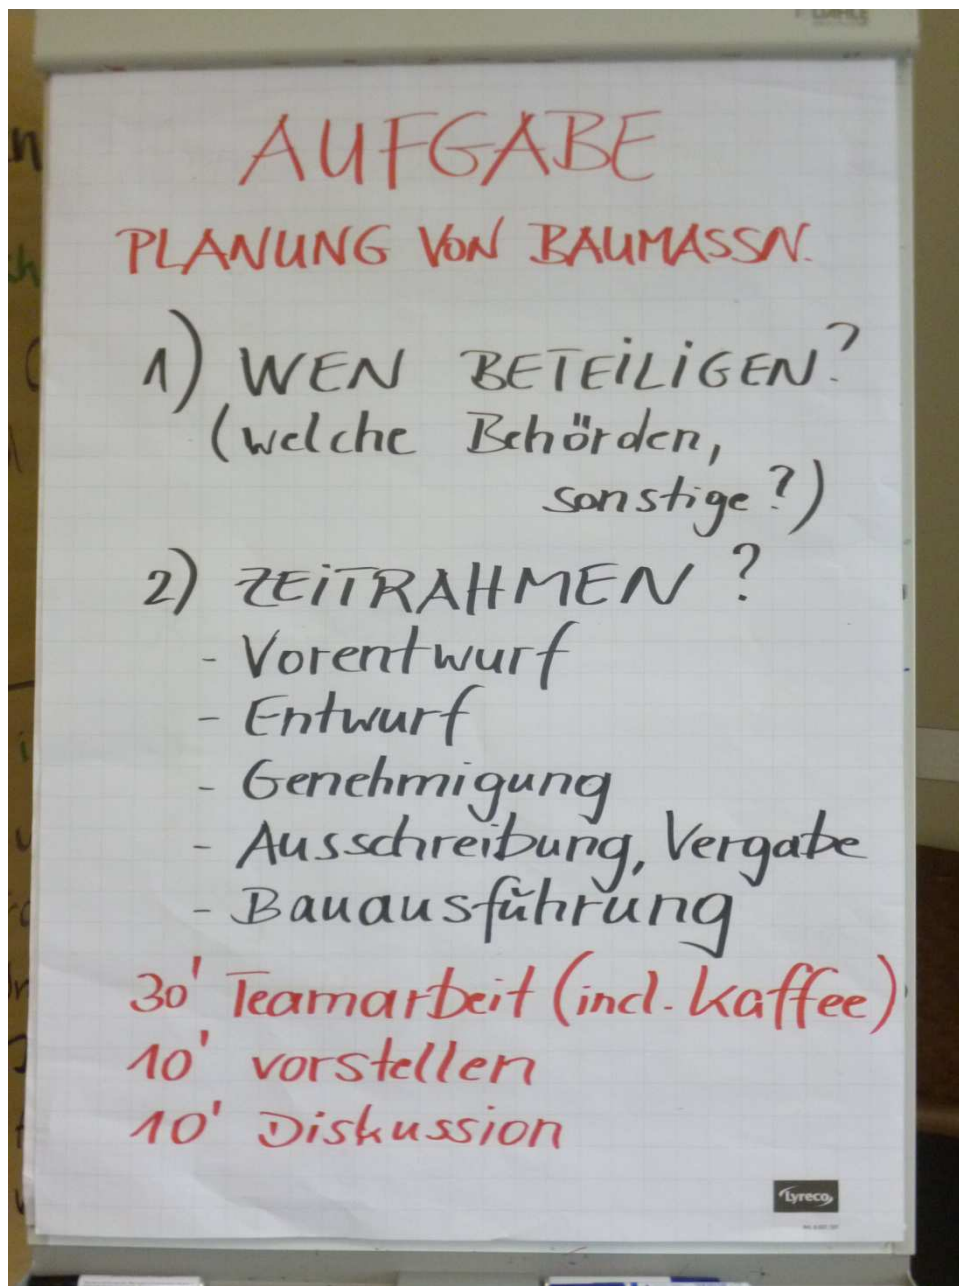 AUFGABE
PLANUNG VON BAUMASSN.
1) WEN BETEILIGEN?
(welche Behörden,
sonstige?)
2) ZEITRAHMEN?
- Vorentwurf
- Entwurf
- Genehmigung
- Ausschreibung, Vergabe
- Bauausführung
30' Teamarbeit (incl. Kaffee)
10' vorstellen
10' Diskussion
Lyreco